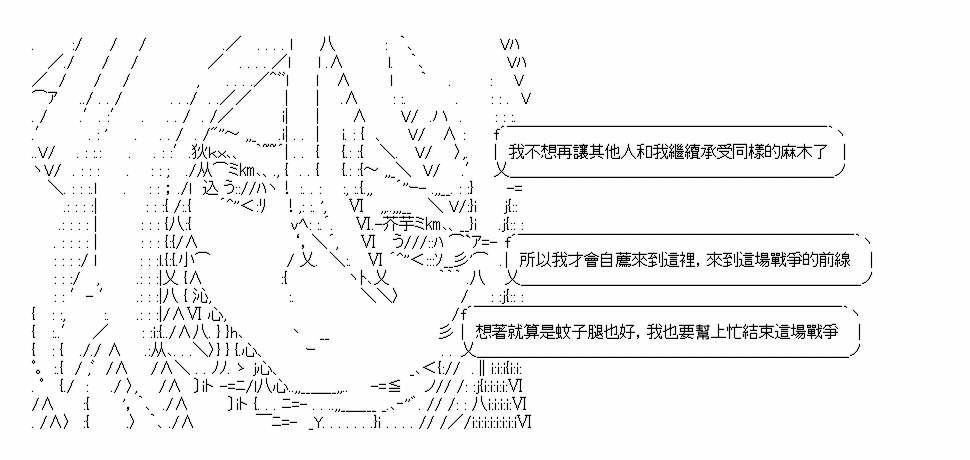 我不想再讓其他人和我繼續承受同樣的麻木了
所以我才會自薦來到這裡，來到這場戰爭的前線
想著就算是蚊子腿也好，我也要幫上忙結束這場戰爭